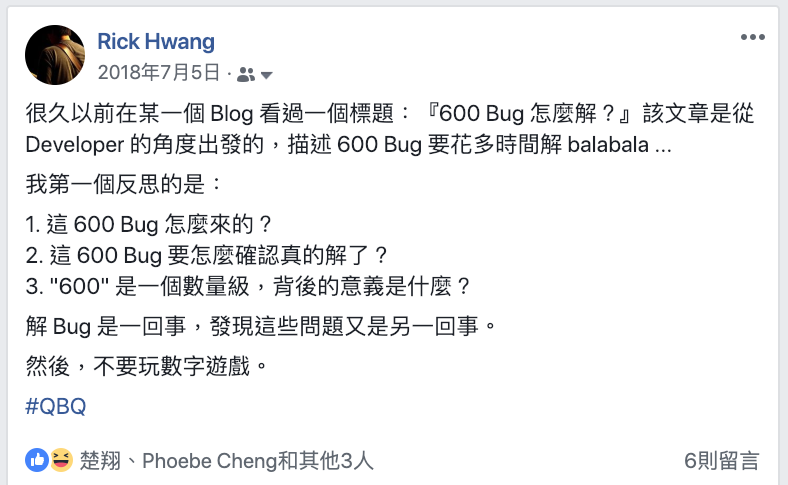 Rick Hwang
2018年7月5日 ·
很久以前在某一個 Blog 看過一個標題：『600 Bug 怎麼解？』該文章是從
Developer 的角度出發的，描述 600 Bug 要花多時間解 balabala ...
我第一個反思的是：
1. 這 600 Bug 怎麼來的？
2. 這 600 Bug 要怎麼確認真的解了？
3. "600" 是一個數量級，背後的意義是什麼？
解 Bug 是一回事，發現這些問題又是另一回事。
然後，不要玩數字遊戲。
#QBQ
楚翔、Phoebe Cheng和其他3人
6則留言